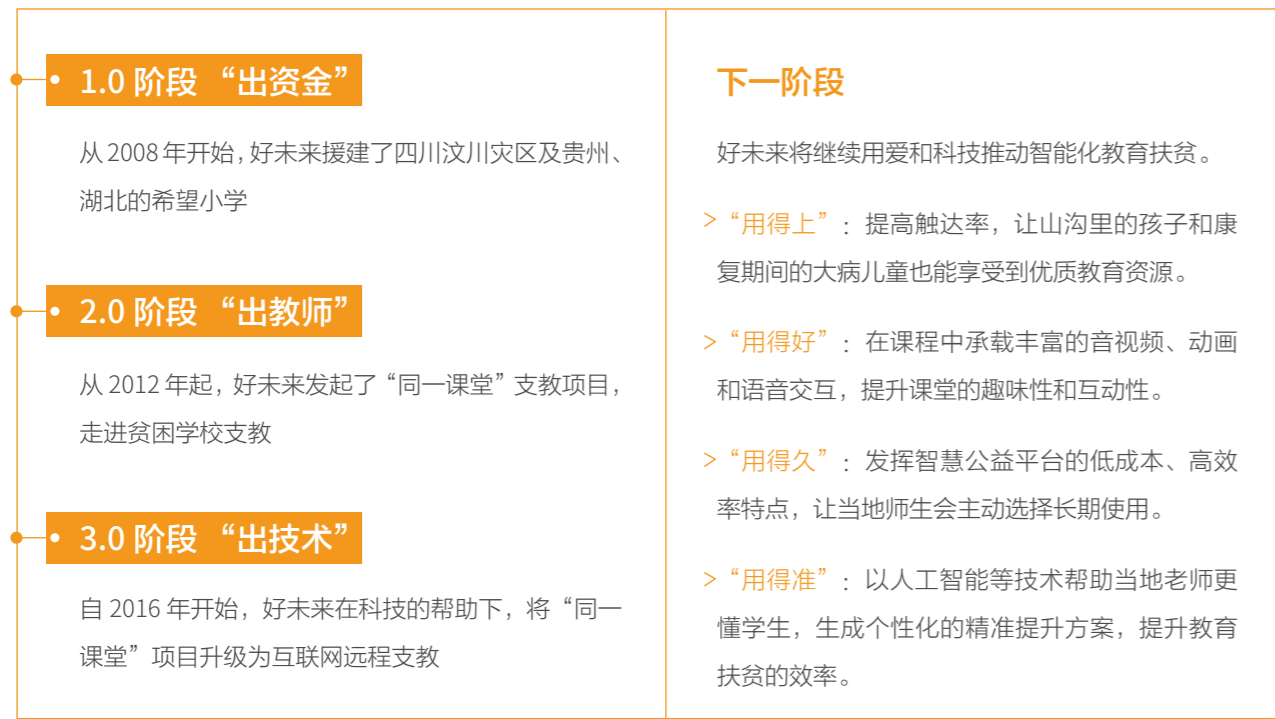 1.0 阶段 “出资金”
从 2008 年开始，好未来援建了四川汶川灾区及贵州、
湖北的希望小学
2.0 阶段 “出教师”
从 2012 年起，好未来发起了“同一课堂”支教项目，
走进贫困学校支教
3.0 阶段 “出技术”
自 2016 年开始，好未来在科技的帮助下，将“同一
课堂”项目升级为互联网远程支教
下一阶段
好未来将继续用爱和科技推动智能化教育扶贫。
>“用得上”：提高触达率，让山沟里的孩子和康
复期间的大病儿童也能享受到优质教育资源。
>“用得好”：在课程中承载丰富的音视频、动画
和语音交互，提升课堂的趣味性和互动性。
>“用得久”：发挥智慧公益平台的低成本、高效
率特点，让当地师生会主动选择长期使用。
>“用得准”：以人工智能等技术帮助当地老师更
懂学生，生成个性化的精准提升方案，提升教育
扶贫的效率。